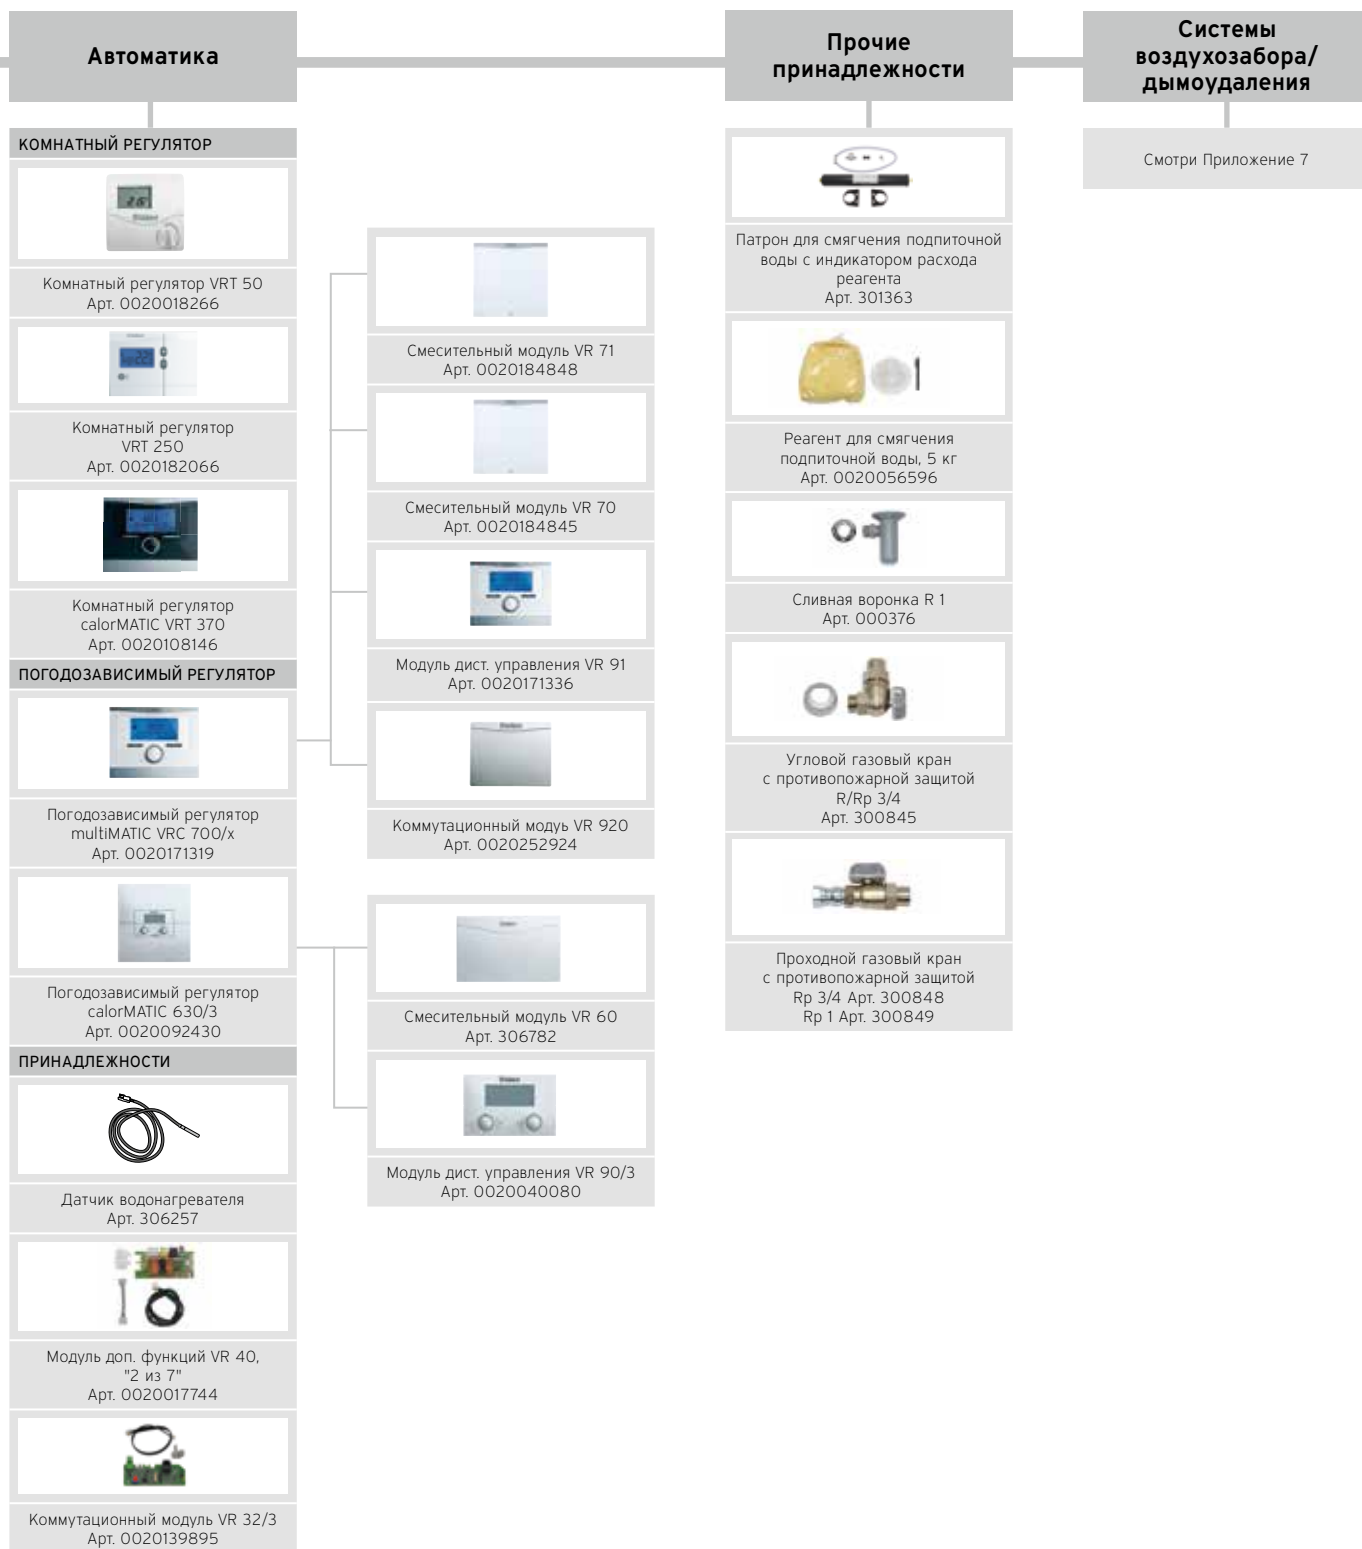 Автоматика
КОМНАТНЫЙ РЕГУЛЯТОР
Комнатный регулятор VRT 50
Арт. 0020018266
Комнатный регулятор
VRT 250
Арт. 0020182066
Комнатный регулятор
calorMATIC VRT 370
Арт. 0020108146
ПОГОДОЗАВИСИМЫЙ РЕГУЛЯТОР
Погодозависимый регулятор
multiMATIC VRC 700/x
Арт. 0020171319
Погодозависимый регулятор
calorMATIC 630/3
Арт. 0020092430
ПРИНАДЛЕЖНОСТИ
Датчик водонагревателя
Арт. 306257
Модуль доп. функций VR 40,
"2 из 7"
Арт. 0020017744
Коммутационный модуль VR 32/3
Арт. 0020139895
Смесительный модуль VR 71
Арт. 0020184848
Смесительный модуль VR 70
Арт. 0020184845
Модуль дист. управления VR 91
Арт. 0020171336
Коммутационный модуь VR 920
Арт. 0020252924
Смесительный модуль VR 60
Арт. 306782
Модуль дист. управления VR 90/3
Арт. 0020040080
Прочие
принадлежности
Патрон для смягчения подпиточной
воды с индикатором расхода
реагента
Арт. 301363
Реагент для смягчения
подпиточной воды, 5 кг
Арт. 0020056596
Сливная воронка R 1
Арт. 000376
Угловой газовый кран
с противопожарной защитой
R/Rp 3/4
Арт. 300845
Проходной газовый кран
с противопожарной защитой
Rp 3/4 Арт. 300848
Rp 1 Арт. 300849
Системы
воздухозабора/
дымоудаления
Смотри Приложение 7